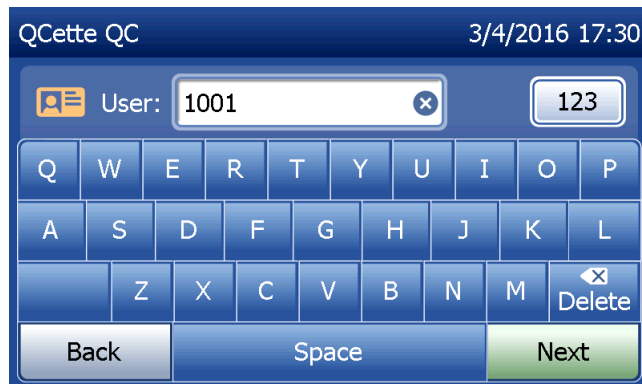 QCette QC 3/4/2016 17:30
User: 1001 123
Q W E R T Y U I O P
A S D F G H J K L
Z X C V B N M Delete
Back Space Next